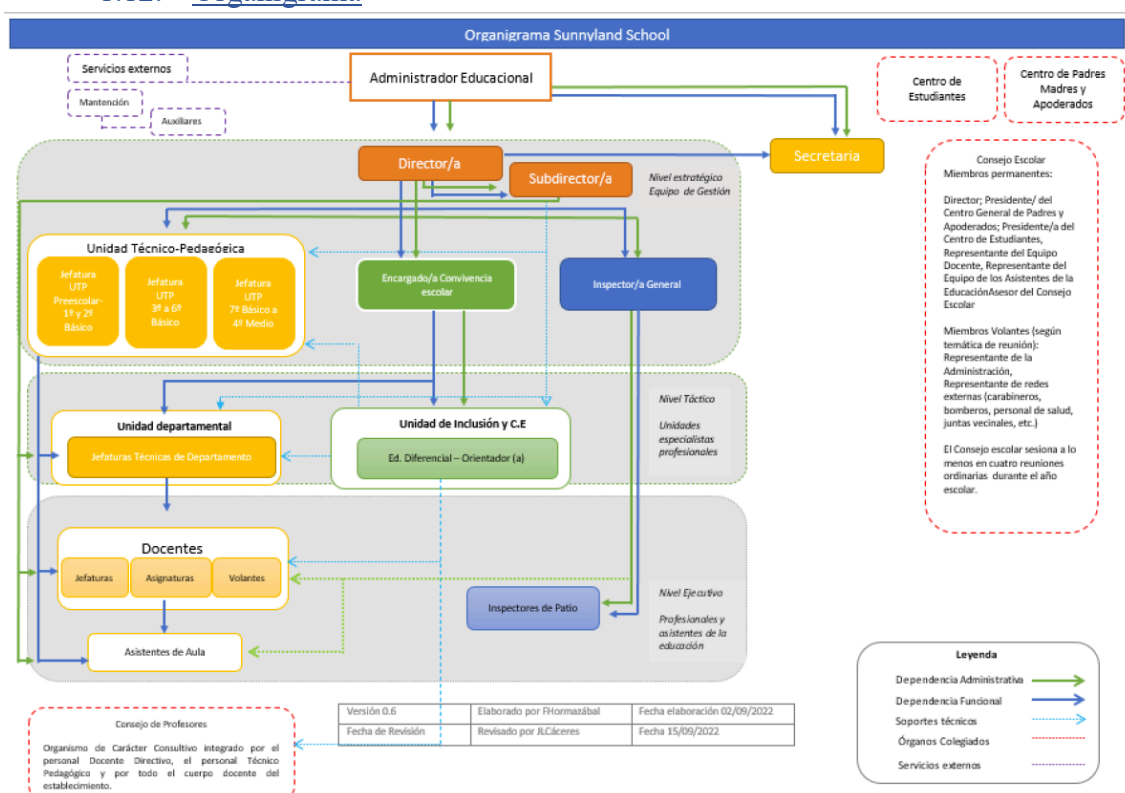 Organigrama Sunnyland School
Servicios externos
Mantención
Auxiliares
Administrador Educacional
Centro de
Estudiantes
Centro de Padres
Madres y
Apoderados
Secretaria
Director/a
Subdirector/a
Nivel estratégico
Equipo de Gestión
Unidad Técnico-Pedagógica
Jefatura
UTP
Preescolar-
1º y 2º
Básico
Jefatura
UTP
3º a 6º
Básico
Jefatura
UTP
7º Básico a
4º Medio
Encargado/a Convivencia
escolar
Inspector/a General
Consejo Escolar
Miembros permanentes:
Director; Presidente/ del
Centro General de Padres y
Apoderados; Presidente/a del
Centro de Estudiantes,
Representante del Equipo
Docente, Representante del
Equipo de los Asistentes de la
EducaciónAsesor del Consejo
Escolar
Miembros Volantes (según
temática de reunión):
Representante de la
Administración,
Representante de redes
externas (carabineros,
bomberos, personal de salud,
juntas vecinales, etc.)
El Consejo escolar sesiona a lo
menos en cuatro reuniones
ordinarias durante el año
escolar.
Nivel Táctico
Unidades
especialistas
profesionales
Unidad departamental
Jefaturas Técnicas de Departamento
Unidad de Inclusión y C.E
Ed. Diferencial – Orientador (a)
Docentes
Jefaturas
Asignaturas
Volantes
Asistentes de Aula
Inspectores de Patio
Nivel Ejecutivo
Profesionales y
asistentes de la
educación
Leyenda
Dependencia Administrativa
Dependencia Funcional
Soportes técnicos
Órganos Colegiados
Servicios externos
Versión 0.6 Elaborado por FHormazábal Fecha elaboración 02/09/2022
Fecha de Revisión Revisado por JLCáceres Fecha 15/09/2022
Consejo de Profesores
Organismo de Carácter Consultivo integrado por el
personal Docente Directivo, el personal Técnico
Pedagógico y por todo el cuerpo docente del
establecimiento.